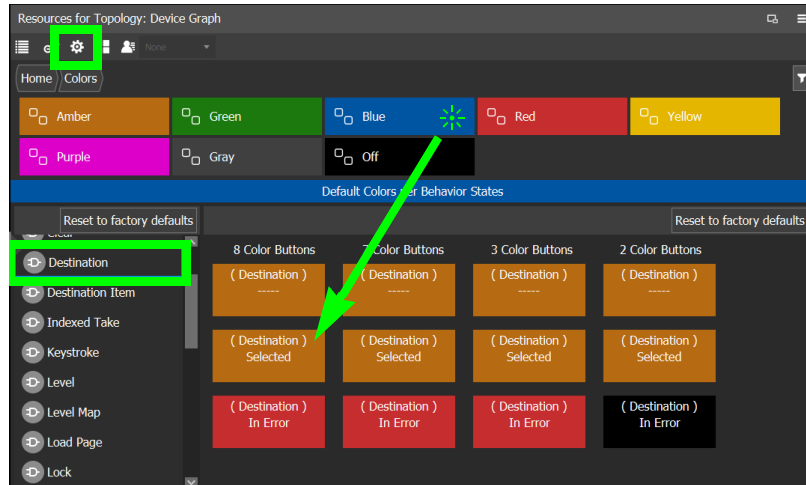 Resources for Topology: Device Graph
None
Home Colors
Amber Green Blue Red Yellow
Purple Gray Off
Default Colors per Behavior States
Reset to factory defaults Reset to factory defaults
Clear
8 Color Buttons 7 Color Buttons 3 Color Buttons 2 Color Buttons
Destination
( Destination ) ( Destination ) ( Destination ) ( Destination )
----- ----- ----- -----
Destination Item
Indexed Take
( Destination ) ( Destination ) ( Destination ) ( Destination )
Selected Selected Selected Selected
Keystroke
Level
Level Map
( Destination ) ( Destination ) ( Destination ) ( Destination )
In Error In Error In Error In Error
Load Page
Lock